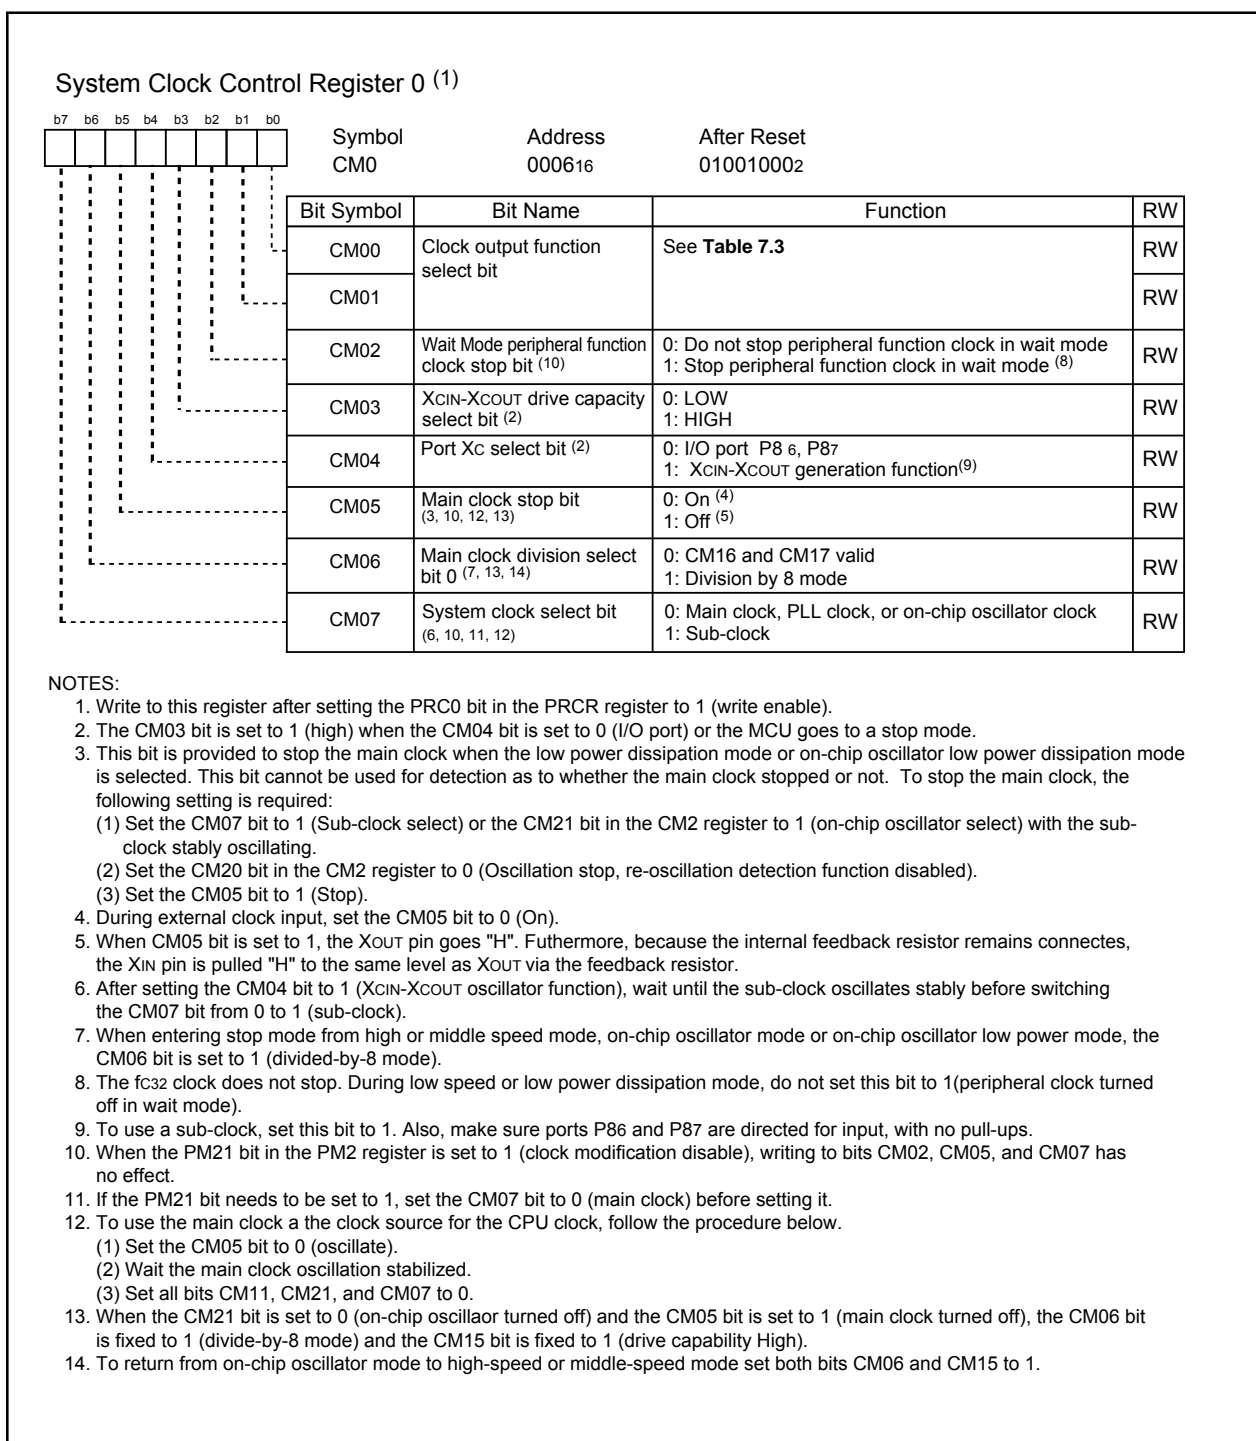 System Clock Control Register 0 (1)
b7 b6 b5 b4 b3 b2 b1 b0
Symbol Address After Reset
CM0 000616 010010002
Bit Symbol Bit Name Function RW
CM00 Clock output function select bit See Table 7.3 RW
CM01 RW
CM02 Wait Mode peripheral function clock stop bit (10) 0: Do not stop peripheral function clock in wait mode
1: Stop peripheral function clock in wait mode (8) RW
CM03 XCIN-XCOUT drive capacity select bit (2) 0: LOW
1: HIGH RW
CM04 Port XC select bit (2) 0: I/O port P8 6, P87
1: XCIN-XCOUT generation function(9) RW
CM05 Main clock stop bit (3, 10, 12, 13) 0: On (4)
1: Off (5) RW
CM06 Main clock division select bit 0 (7, 13, 14) 0: CM16 and CM17 valid
1: Division by 8 mode RW
CM07 System clock select bit (6, 10, 11, 12) 0: Main clock, PLL clock, or on-chip oscillator clock
1: Sub-clock RW
NOTES:
1. Write to this register after setting the PRC0 bit in the PRCR register to 1 (write enable).
2. The CM03 bit is set to 1 (high) when the CM04 bit is set to 0 (I/O port) or the MCU goes to a stop mode.
3. This bit is provided to stop the main clock when the low power dissipation mode or on-chip oscillator low power dissipation mode
is selected. This bit cannot be used for detection as to whether the main clock stopped or not. To stop the main clock, the
following setting is required:
(1) Set the CM07 bit to 1 (Sub-clock select) or the CM21 bit in the CM2 register to 1 (on-chip oscillator select) with the sub-
clock stably oscillating.
(2) Set the CM20 bit in the CM2 register to 0 (Oscillation stop, re-oscillation detection function disabled).
(3) Set the CM05 bit to 1 (Stop).
4. During external clock input, set the CM05 bit to 0 (On).
5. When CM05 bit is set to 1, the XOUT pin goes "H". Futhermore, because the internal feedback resistor remains connectes,
the XIN pin is pulled "H" to the same level as XOUT via the feedback resistor.
6. After setting the CM04 bit to 1 (XCIN-XCOUT oscillator function), wait until the sub-clock oscillates stably before switching
the CM07 bit from 0 to 1 (sub-clock).
7. When entering stop mode from high or middle speed mode, on-chip oscillator mode or on-chip oscillator low power mode, the
CM06 bit is set to 1 (divided-by-8 mode).
8. The fC32 clock does not stop. During low speed or low power dissipation mode, do not set this bit to 1(peripheral clock turned
off in wait mode).
9. To use a sub-clock, set this bit to 1. Also, make sure ports P86 and P87 are directed for input, with no pull-ups.
10. When the PM21 bit in the PM2 register is set to 1 (clock modification disable), writing to bits CM02, CM05, and CM07 has
no effect.
11. If the PM21 bit needs to be set to 1, set the CM07 bit to 0 (main clock) before setting it.
12. To use the main clock a the clock source for the CPU clock, follow the procedure below.
(1) Set the CM05 bit to 0 (oscillate).
(2) Wait the main clock oscillation stabilized.
(3) Set all bits CM11, CM21, and CM07 to 0.
13. When the CM21 bit is set to 0 (on-chip oscillaor turned off) and the CM05 bit is set to 1 (main clock turned off), the CM06 bit
is fixed to 1 (divide-by-8 mode) and the CM15 bit is fixed to 1 (drive capability High).
14. To return from on-chip oscillator mode to high-speed or middle-speed mode set both bits CM06 and CM15 to 1.